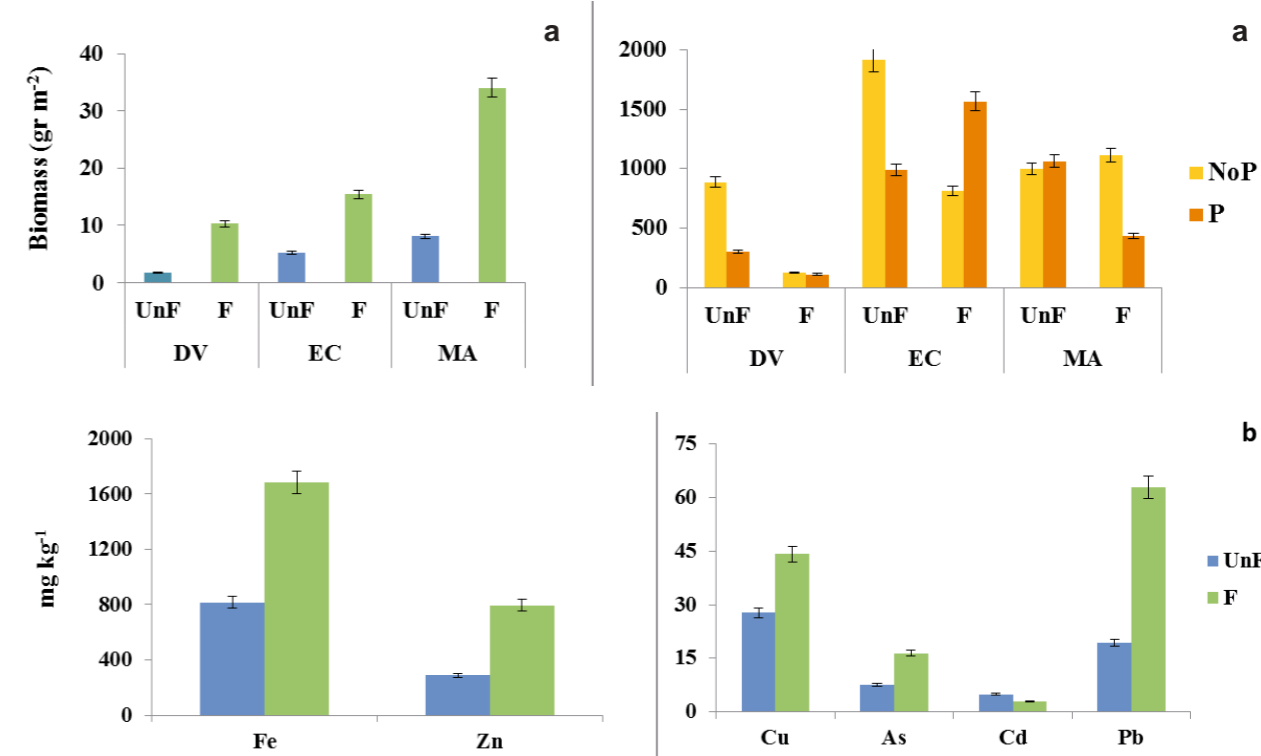 a
40
30
20
10
0
Biomass (gr m-2)
UnF F UnF F UnF F
DV EC MA
a
2000
1500
1000
500
0
UnF F UnF F UnF F
DV EC MA
NoP
P
2000
1600
1200
800
400
0
mg kg-1
Fe Zn
b
75
60
45
30
15
0
Cu As Cd Pb
UnF
F